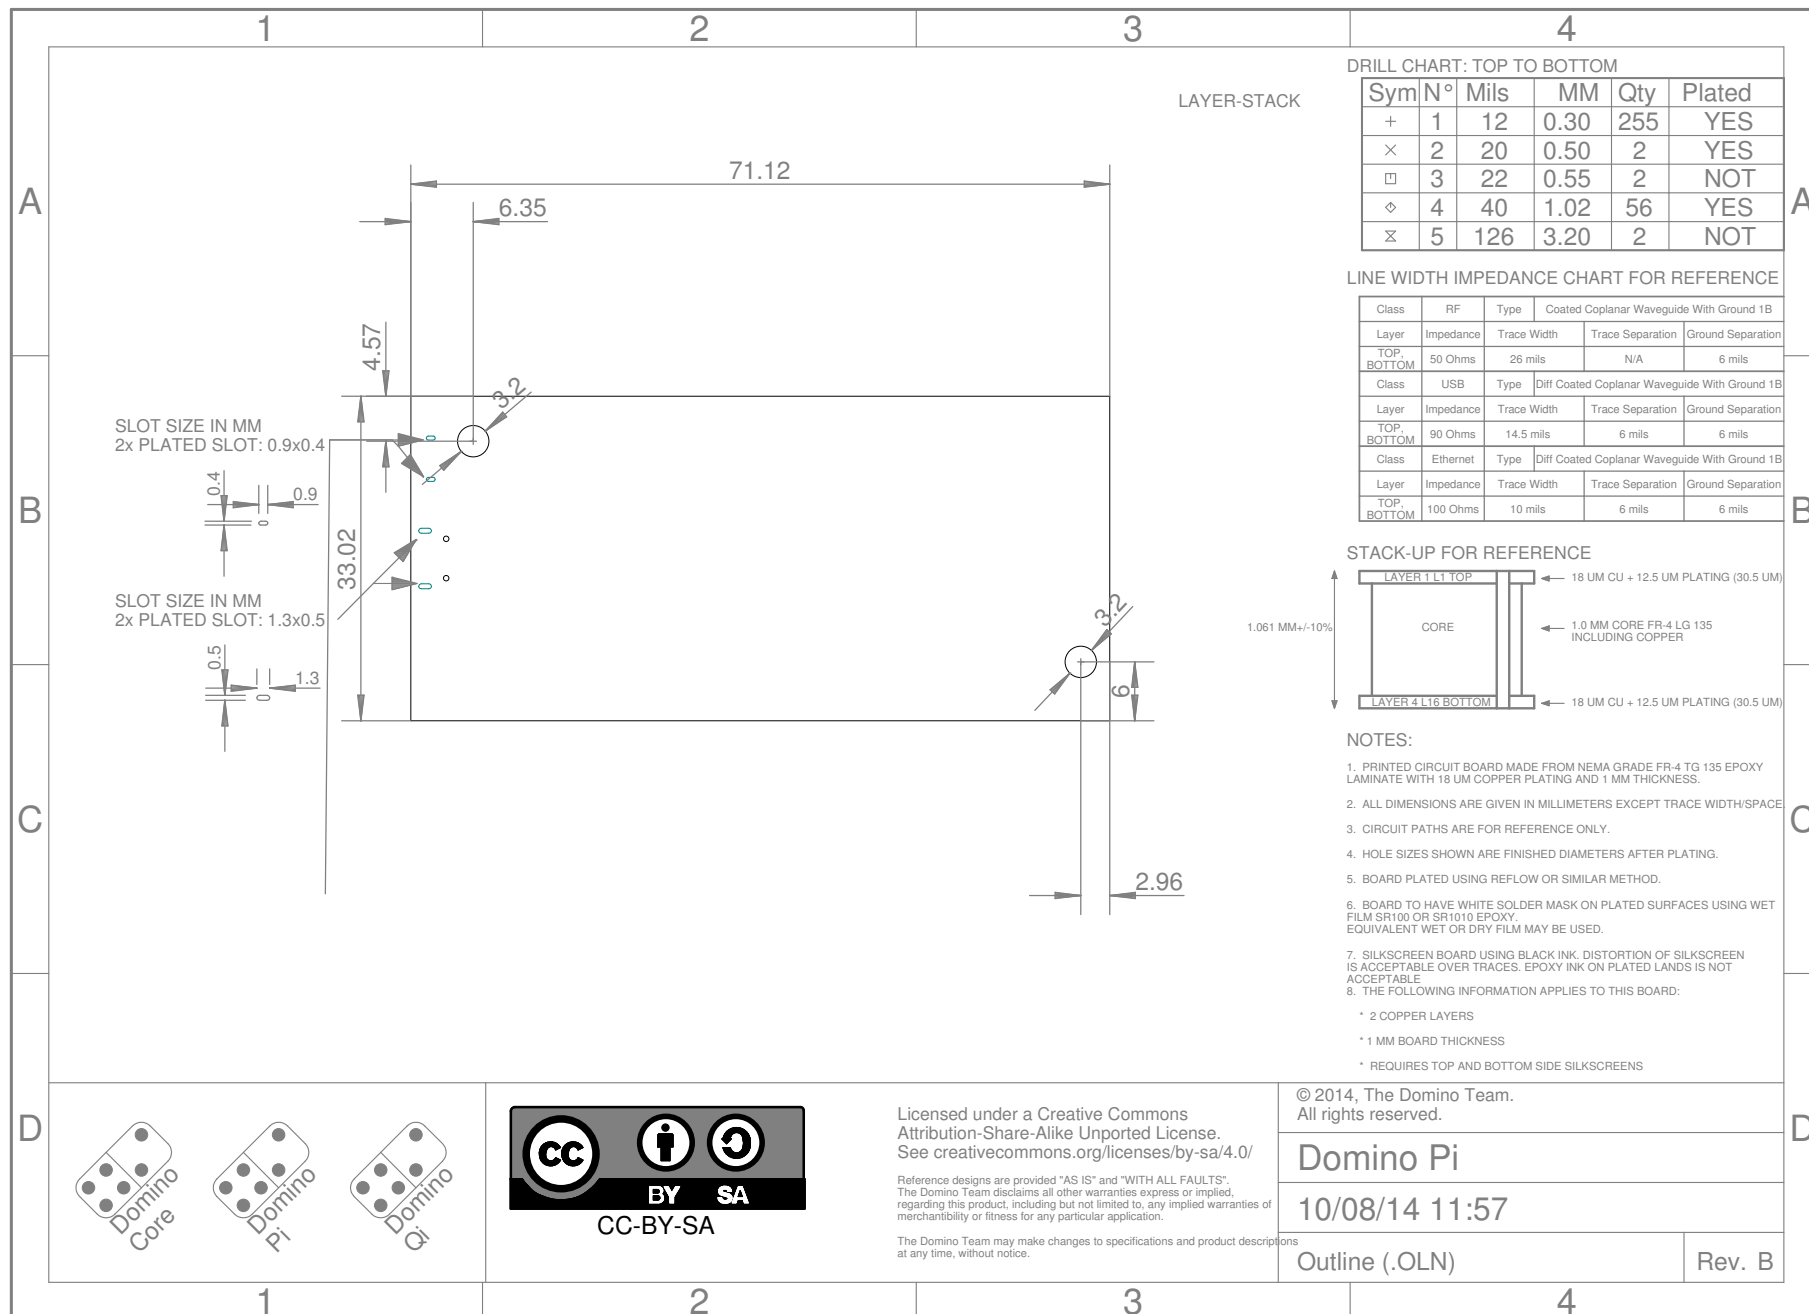 1 2 3 4
A
B
C
D
A
B
C
D
LAYER-STACK
71.12
6.35
4.57
3.2
SLOT SIZE IN MM
2x PLATED SLOT: 0.9x0.4
0.4
0.9
33.02
SLOT SIZE IN MM
2x PLATED SLOT: 1.3x0.5
0.5
1.3
3.2
6
2.96
DRILL CHART: TOP TO BOTTOM
Sym N° Mils MM Qty Plated
1 12 0.30 255 YES
2 20 0.50 2 YES
3 22 0.55 2 NOT
4 40 1.02 56 YES
5 126 3.20 2 NOT
LINE WIDTH IMPEDANCE CHART FOR REFERENCE
Class RF Type Coated Coplanar Waveguide With Ground 1B
Layer Impedance Trace Width Trace Separation Ground Separation
TOP, BOTTOM 50 Ohms 26 mils N/A 6 mils
Class USB Type Diff Coated Coplanar Waveguide With Ground 1B
Layer Impedance Trace Width Trace Separation Ground Separation
TOP, BOTTOM 90 Ohms 14.5 mils 6 mils 6 mils
Class Ethernet Type Diff Coated Coplanar Waveguide With Ground 1B
Layer Impedance Trace Width Trace Separation Ground Separation
TOP, BOTTOM 100 Ohms 10 mils 6 mils 6 mils
STACK-UP FOR REFERENCE
LAYER 1 L1 TOP
18 UM CU + 12.5 UM PLATING (30.5 UM)
1.061 MM+/-10%
CORE
1.0 MM CORE FR-4 LG 135
INCLUDING COPPER
LAYER 4 L16 BOTTOM
18 UM CU + 12.5 UM PLATING (30.5 UM)
NOTES:
1. PRINTED CIRCUIT BOARD MADE FROM NEMA GRADE FR-4 TG 135 EPOXY
LAMINATE WITH 18 UM COPPER PLATING AND 1 MM THICKNESS.
2. ALL DIMENSIONS ARE GIVEN IN MILLIMETERS EXCEPT TRACE WIDTH/SPACE.
3. CIRCUIT PATHS ARE FOR REFERENCE ONLY.
4. HOLE SIZES SHOWN ARE FINISHED DIAMETERS AFTER PLATING.
5. BOARD PLATED USING REFLOW OR SIMILAR METHOD.
6. BOARD TO HAVE WHITE SOLDER MASK ON PLATED SURFACES USING WET
FILM SR100 OR SR1010 EPOXY.
EQUIVALENT WET OR DRY FILM MAY BE USED.
7. SILKSCREEN BOARD USING BLACK INK. DISTORTION OF SILKSCREEN
IS ACCEPTABLE OVER TRACES. EPOXY INK ON PLATED LANDS IS NOT
ACCEPTABLE
8. THE FOLLOWING INFORMATION APPLIES TO THIS BOARD:
* 2 COPPER LAYERS
* 1 MM BOARD THICKNESS
* REQUIRES TOP AND BOTTOM SIDE SILKSCREENS
Domino
Core
Domino
Pi
Domino
Qi
CC
BY SA
CC-BY-SA
Licensed under a Creative Commons
Attribution-Share-Alike Unported License.
See creativecommons.org/licenses/by-sa/4.0/
Reference designs are provided "AS IS" and "WITH ALL FAULTS".
The Domino Team disclaims all other warranties express or implied,
regarding this product, including but not limited to, any implied warranties of
merchantibility or fitness for any particular application.
The Domino Team may make changes to specifications and product descriptions
at any time, without notice.
© 2014, The Domino Team.
All rights reserved.
Domino Pi
10/08/14 11:57
Outline (.OLN) Rev. B
1 2 3 4